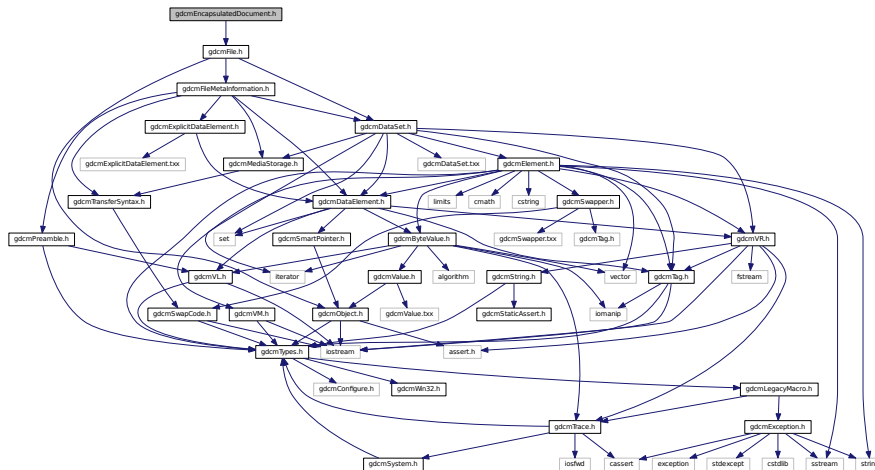 gdcmEncapsulatedDocument.h
gdcmFile.h
gdcmFileMetaInformation.h
gdcmExplicitDataElement.h
gdcmDataSet.h
gdcmExplicitDataElement.txx
gdcmMediaStorage.h
gdcmDataSet.txx
gdcmElement.h
gdcmTransferSyntax.h
gdcmDataElement.h
limits
cmath
cstring
gdcmSwapper.h
gdcmPreamble.h
set
gdcmSmartPointer.h
gdcmByteValue.h
gdcmSwapper.txx
gdcmTag.h
gdcmVR.h
gdcmVL.h
iterator
gdcmValue.h
algorithm
gdcmString.h
vector
gdcmTag.h
fstream
gdcmSwapCode.h
gdcmVM.h
gdcmObject.h
gdcmValue.txx
gdcmStaticAssert.h
iomanip
gdcmTypes.h
iostream
assert.h
gdcmConfigure.h
gdcmWin32.h
gdcmLegacyMacro.h
gdcmTrace.h
gdcmException.h
gdcmSystem.h
iosfwd
cassert
exception
stdexcept
cstdlib
sstream